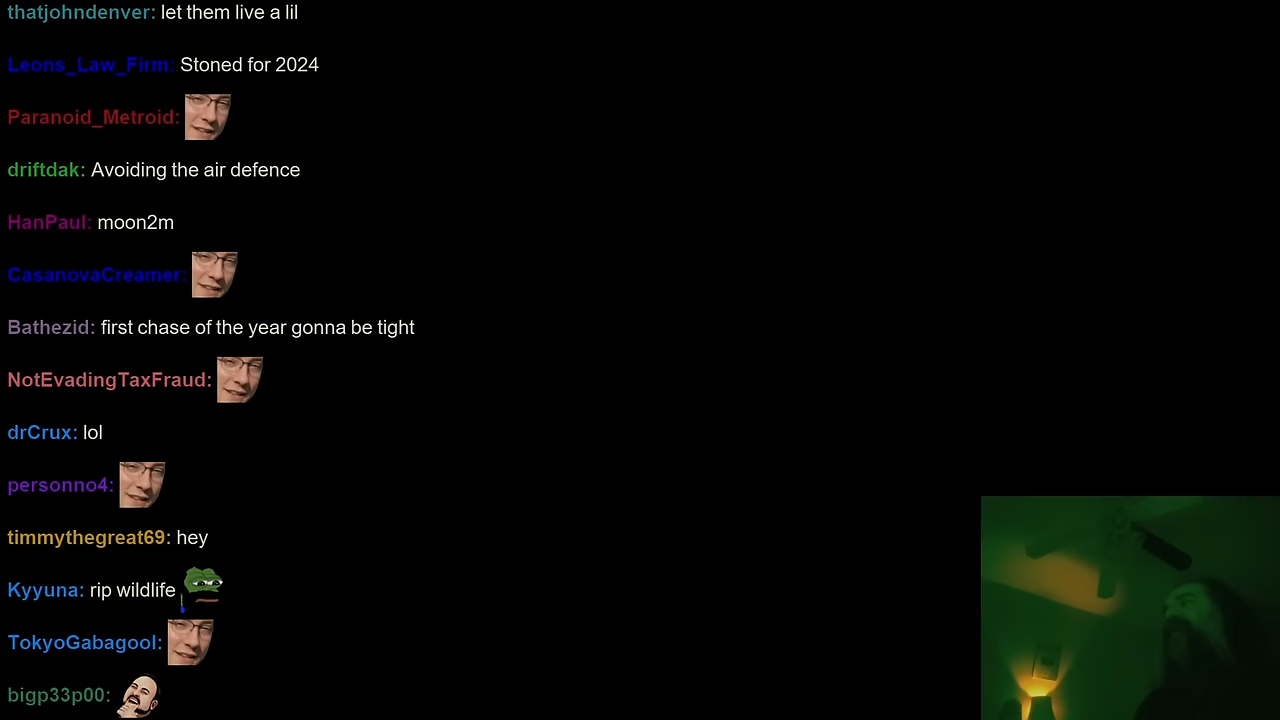 thatjohndenver: let them live a lil
Leons_Law_Firm: Stoned for 2024
Paranoid_Metroid:
driftdak: Avoiding the air defence
HanPaul: moon2m
CasanovaCreamer:
Bathezid: first chase of the year gonna be tight
NotEvadingTaxFraud:
drCrux: lol
personno4:
timmythegreat69: hey
Kyyuna: rip wildlife
TokyoGabagool:
bigp33p00: